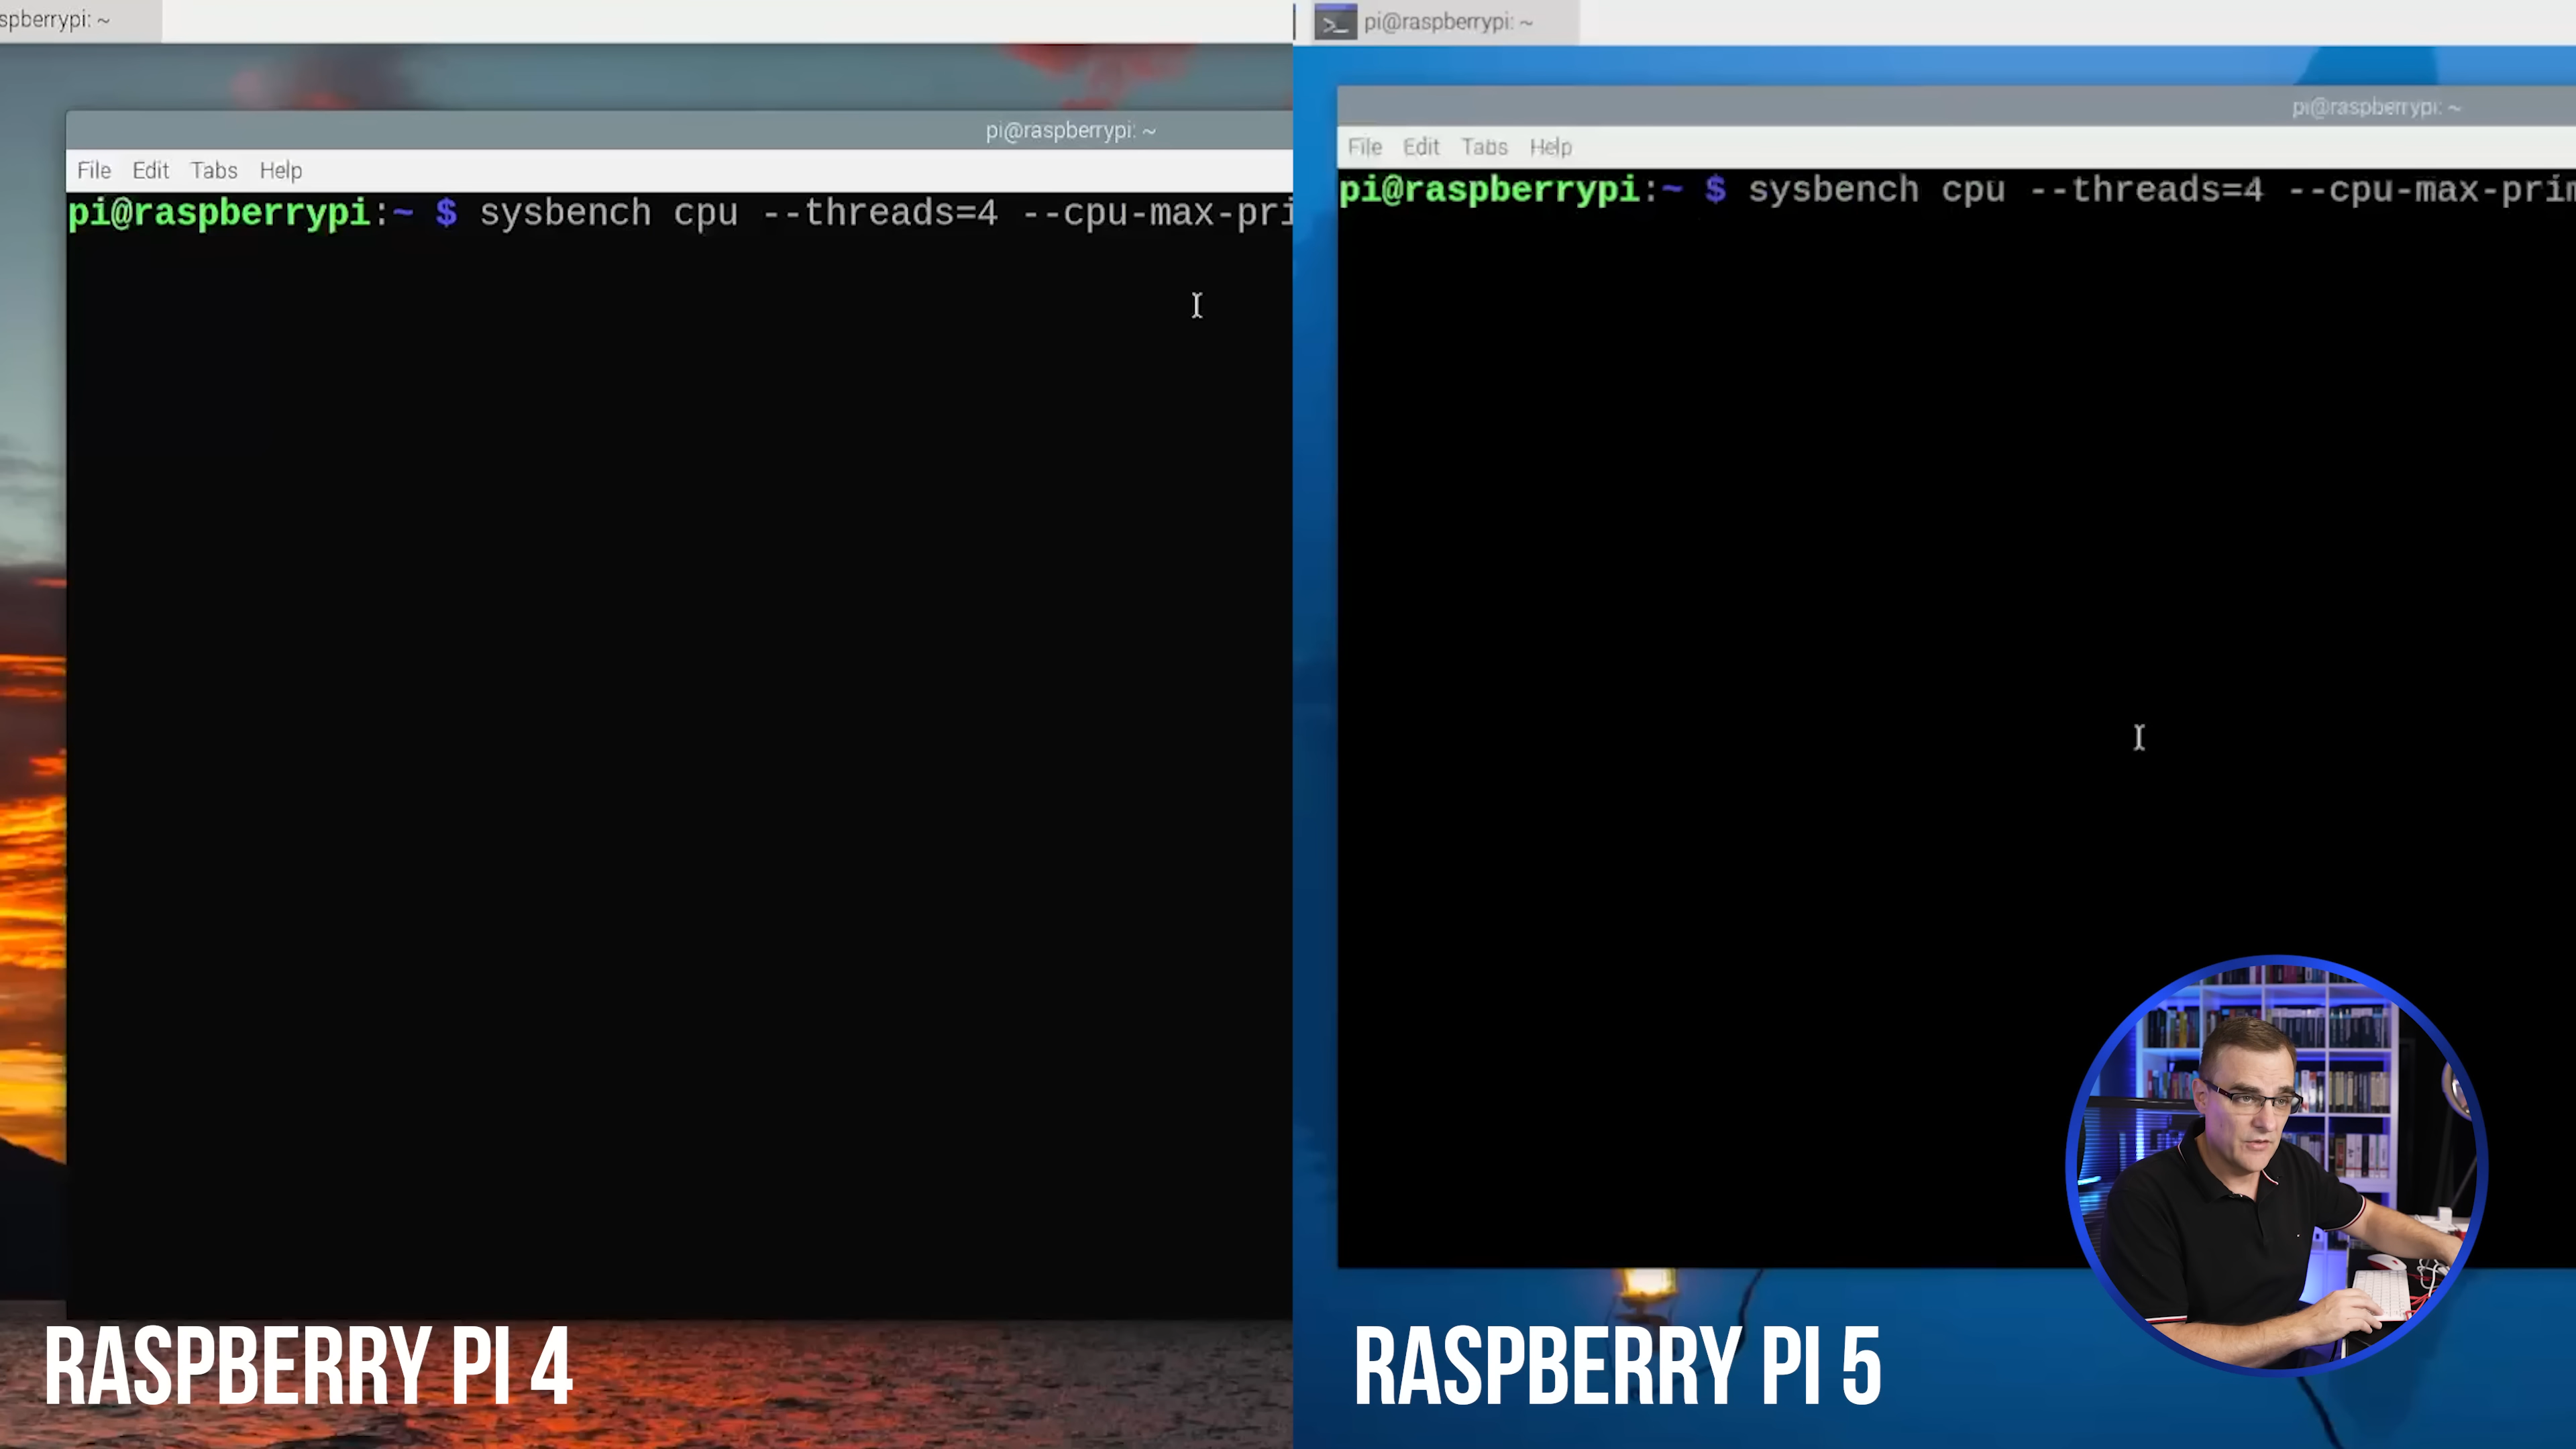 spberrypi: ~
pi@raspberrypi: ~
File Edit Tabs Help
pi@raspberrypi:~ $ sysbench cpu --threads=4 --cpu-max-pri
RASPBERRY PI 4
pi@raspberrypi: ~
pi@raspberrypi: ~
File Edit Tabs Help
pi@raspberrypi:~ $ sysbench cpu --threads=4 --cpu-max-prim
RASPBERRY PI 5